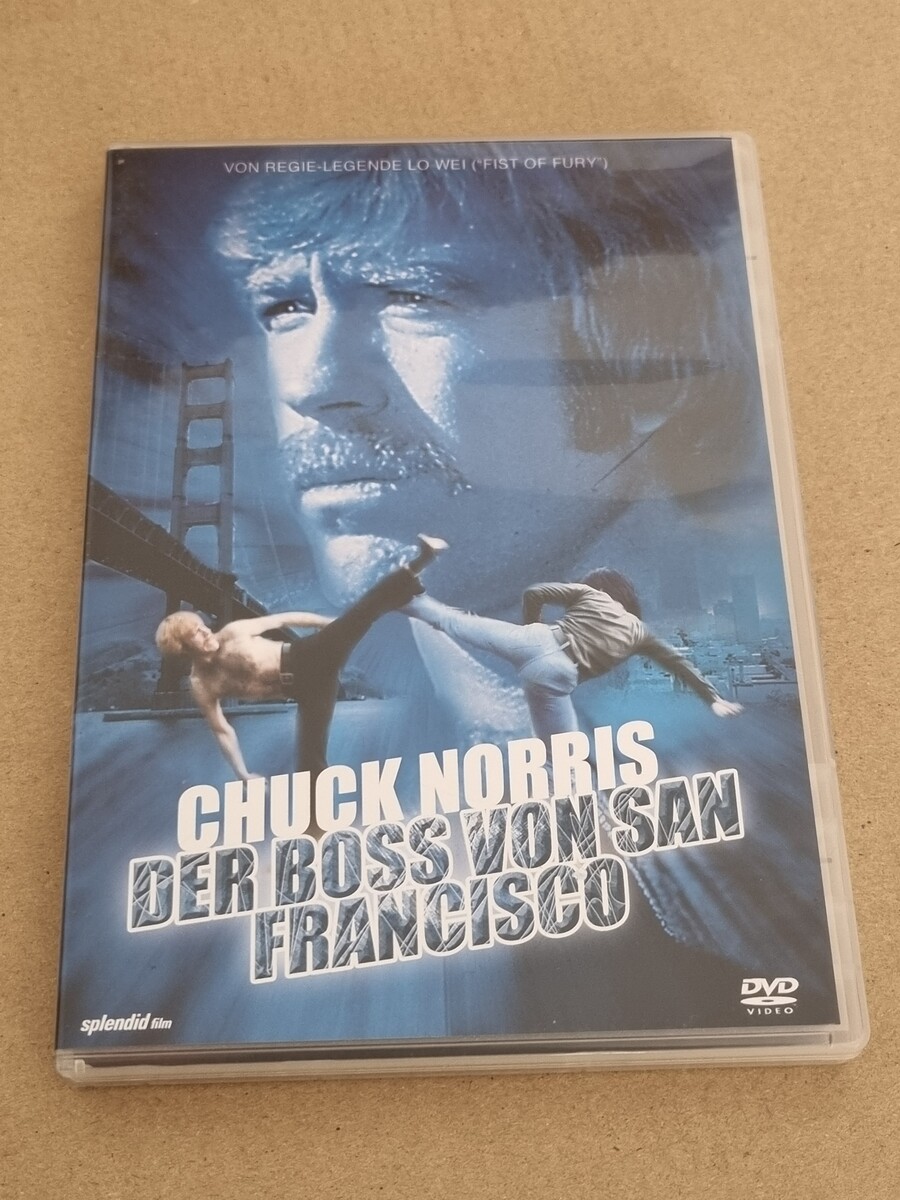 VON REGIE-LEGENDE LO WEI ("FIST OF FURY")
CHUCK NORRIS
DER BOSS VON SAN
FRANCISCO
splendid film
DVD
VIDEO